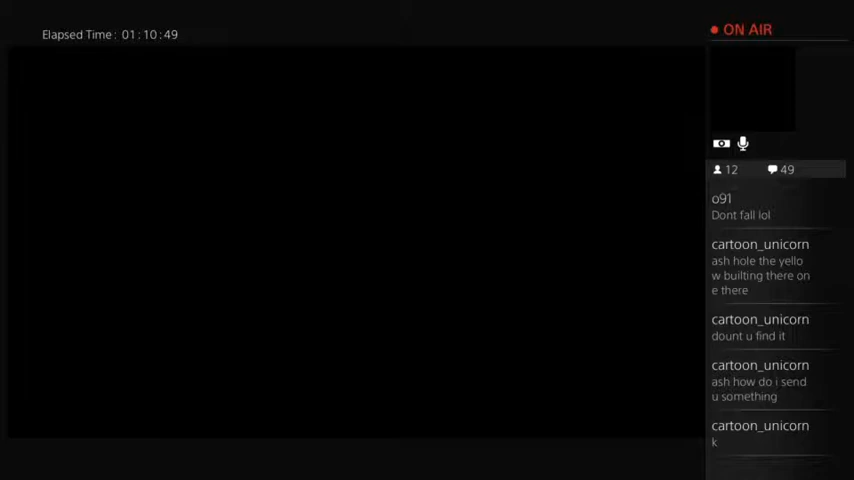 Elapsed Time: 01:10:49
ON AIR
12 49
o91
Dont fall lol
cartoon_unicorn
ash hole the yello
w builting there on
e there
cartoon_unicorn
dount u find it
cartoon_unicorn
ash how do i send
u something
cartoon_unicorn
k